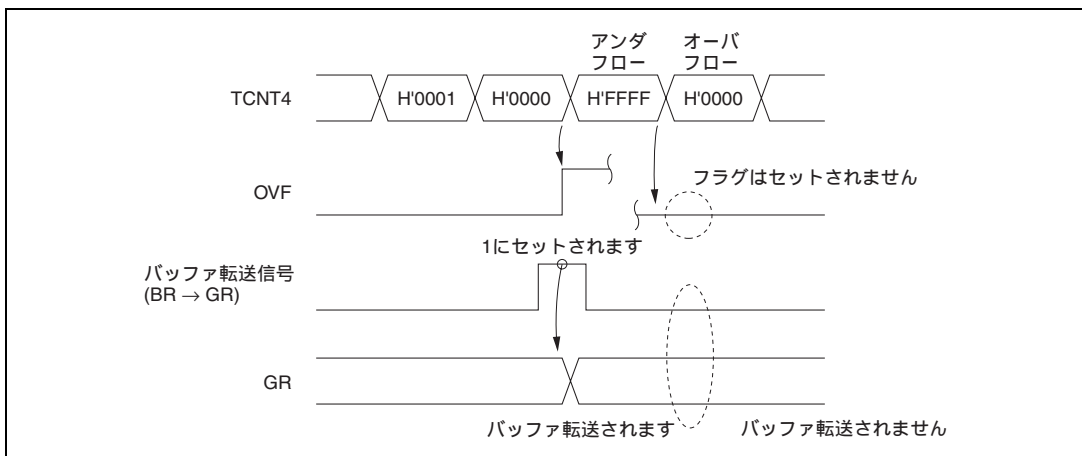 アンダ
フロー
オーバ
フロー
TCNT4
H'0001
H'0000
H'FFFF
H'0000
OVF
フラグはセットされません
1にセットされます
バッファ転送信号
(BR → GR)
GR
バッファ転送されます
バッファ転送されません